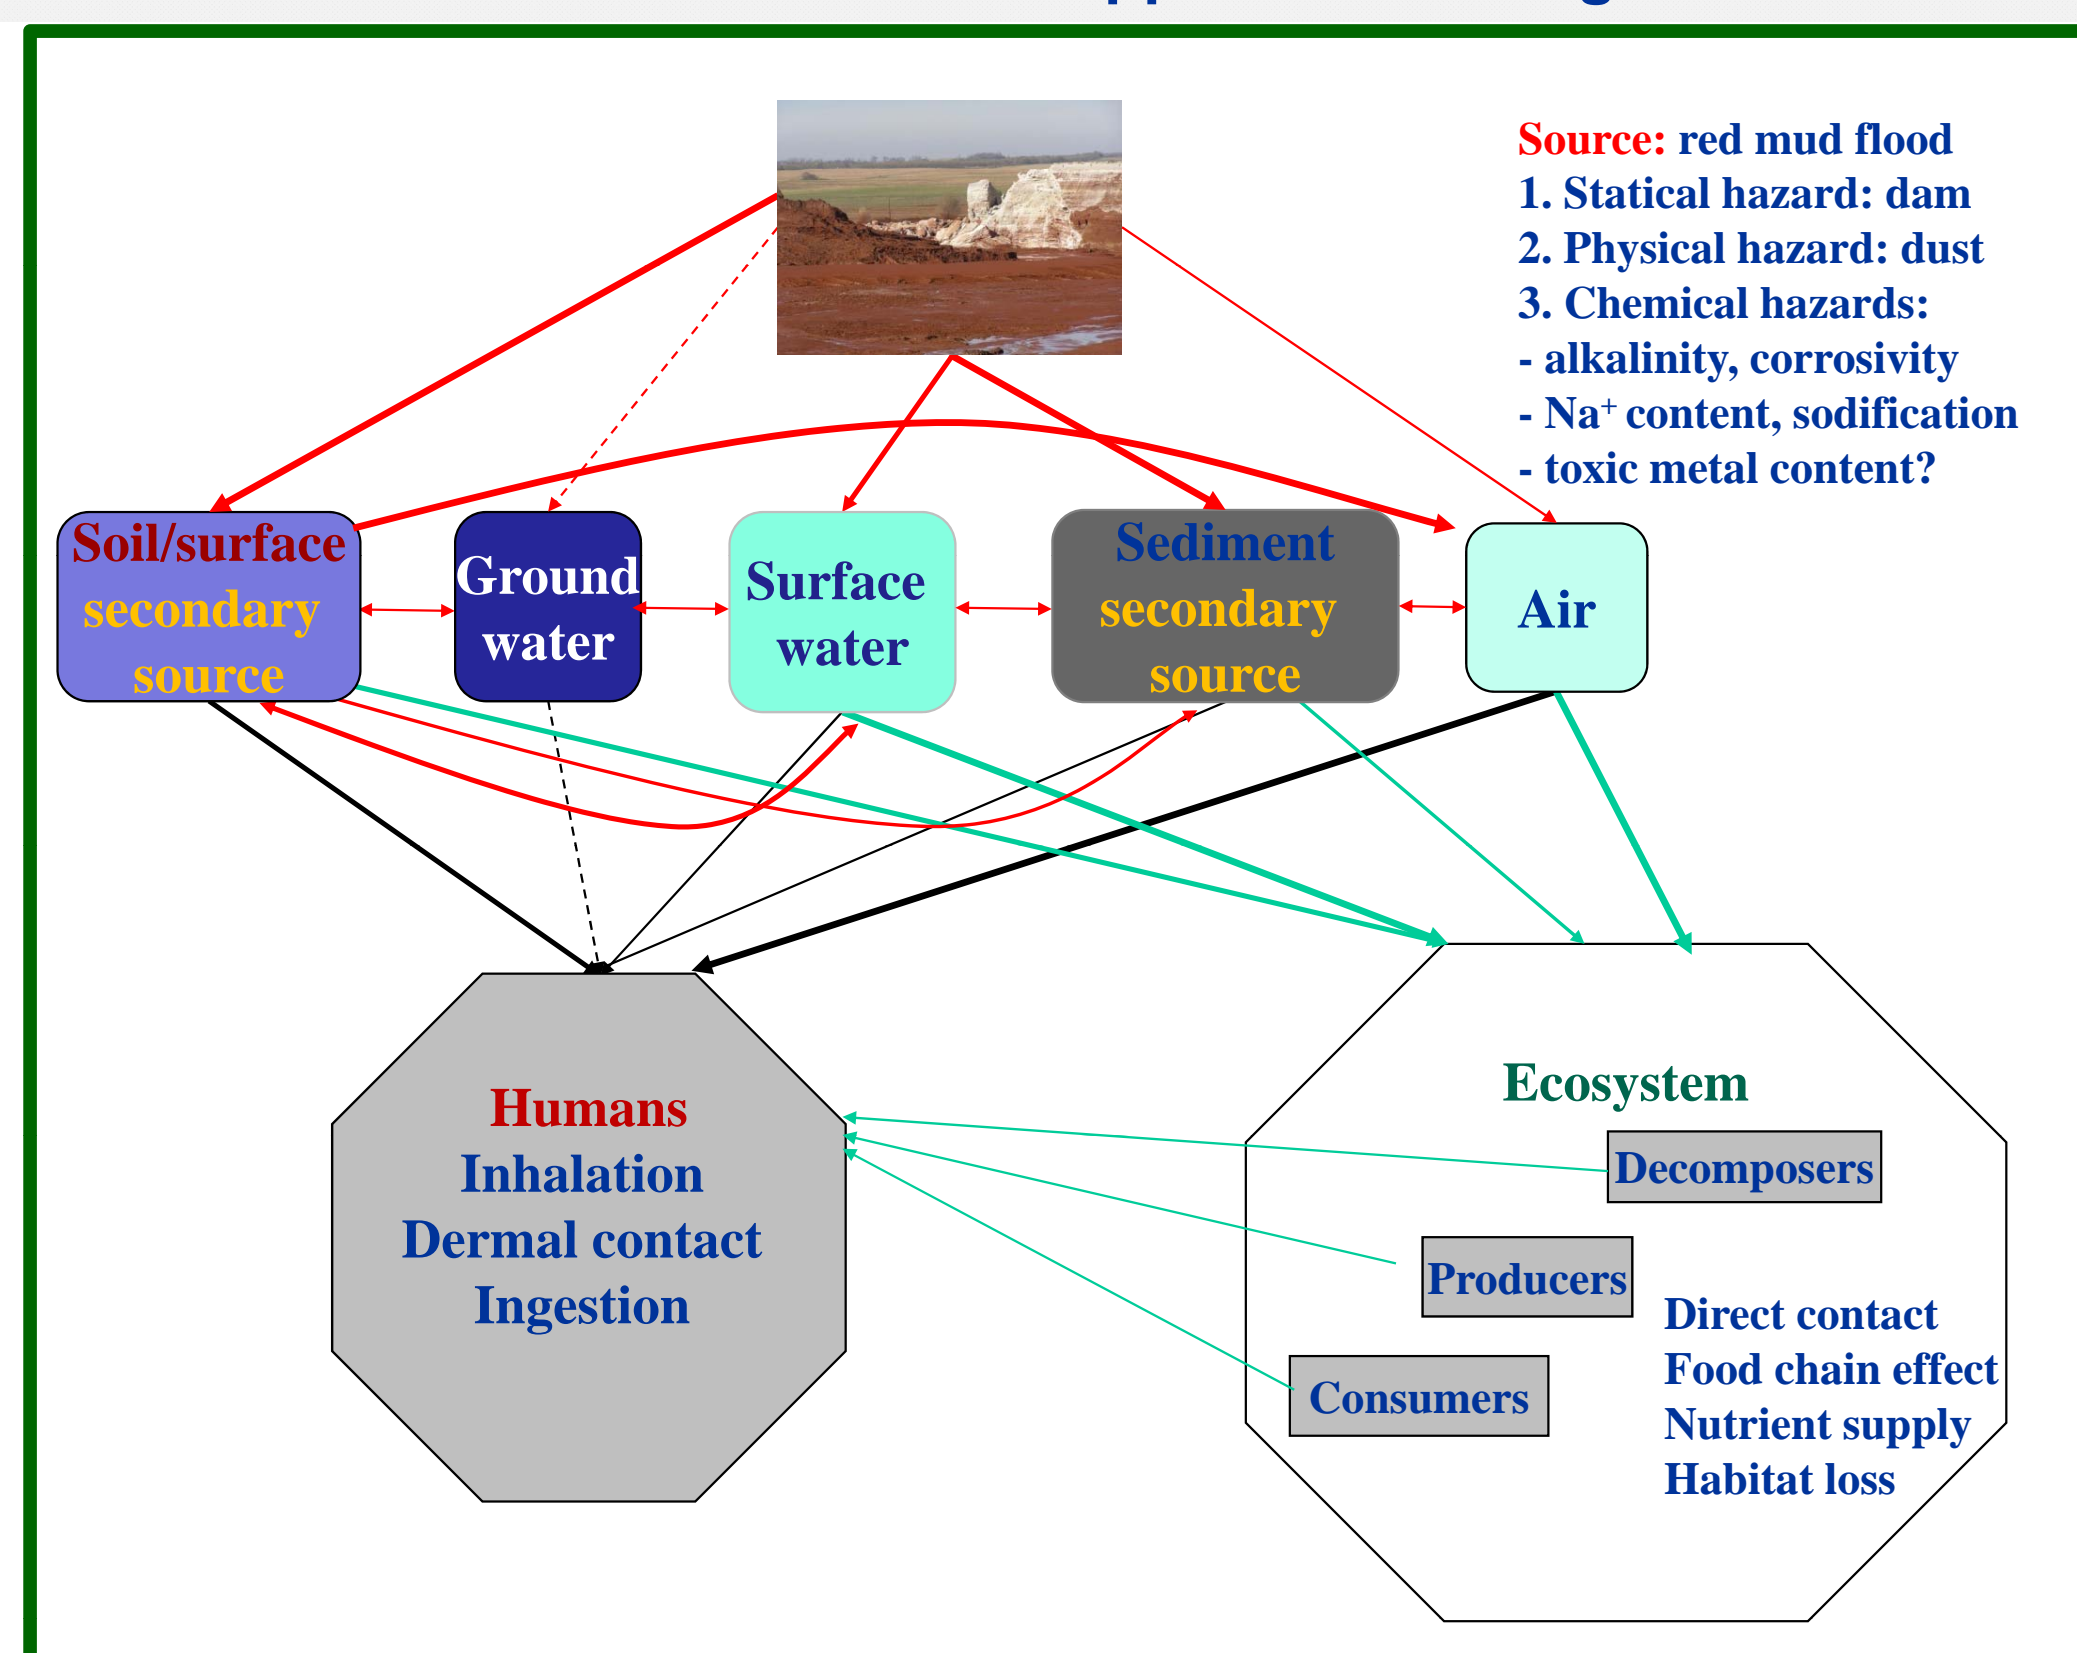 Source: red mud flood
1. Statical hazard: dam
2. Physical hazard: dust
3. Chemical hazards:
- alkalinity, corrosivity
- Na⁺ content, sodification
- toxic metal content?
Soil/surface
secondary
source
Ground
water
Surface
water
Sediment
secondary
source
Air
Humans
Inhalation
Dermal contact
Ingestion
Ecosystem
Decomposers
Producers
Consumers
Direct contact
Food chain effect
Nutrient supply
Habitat loss